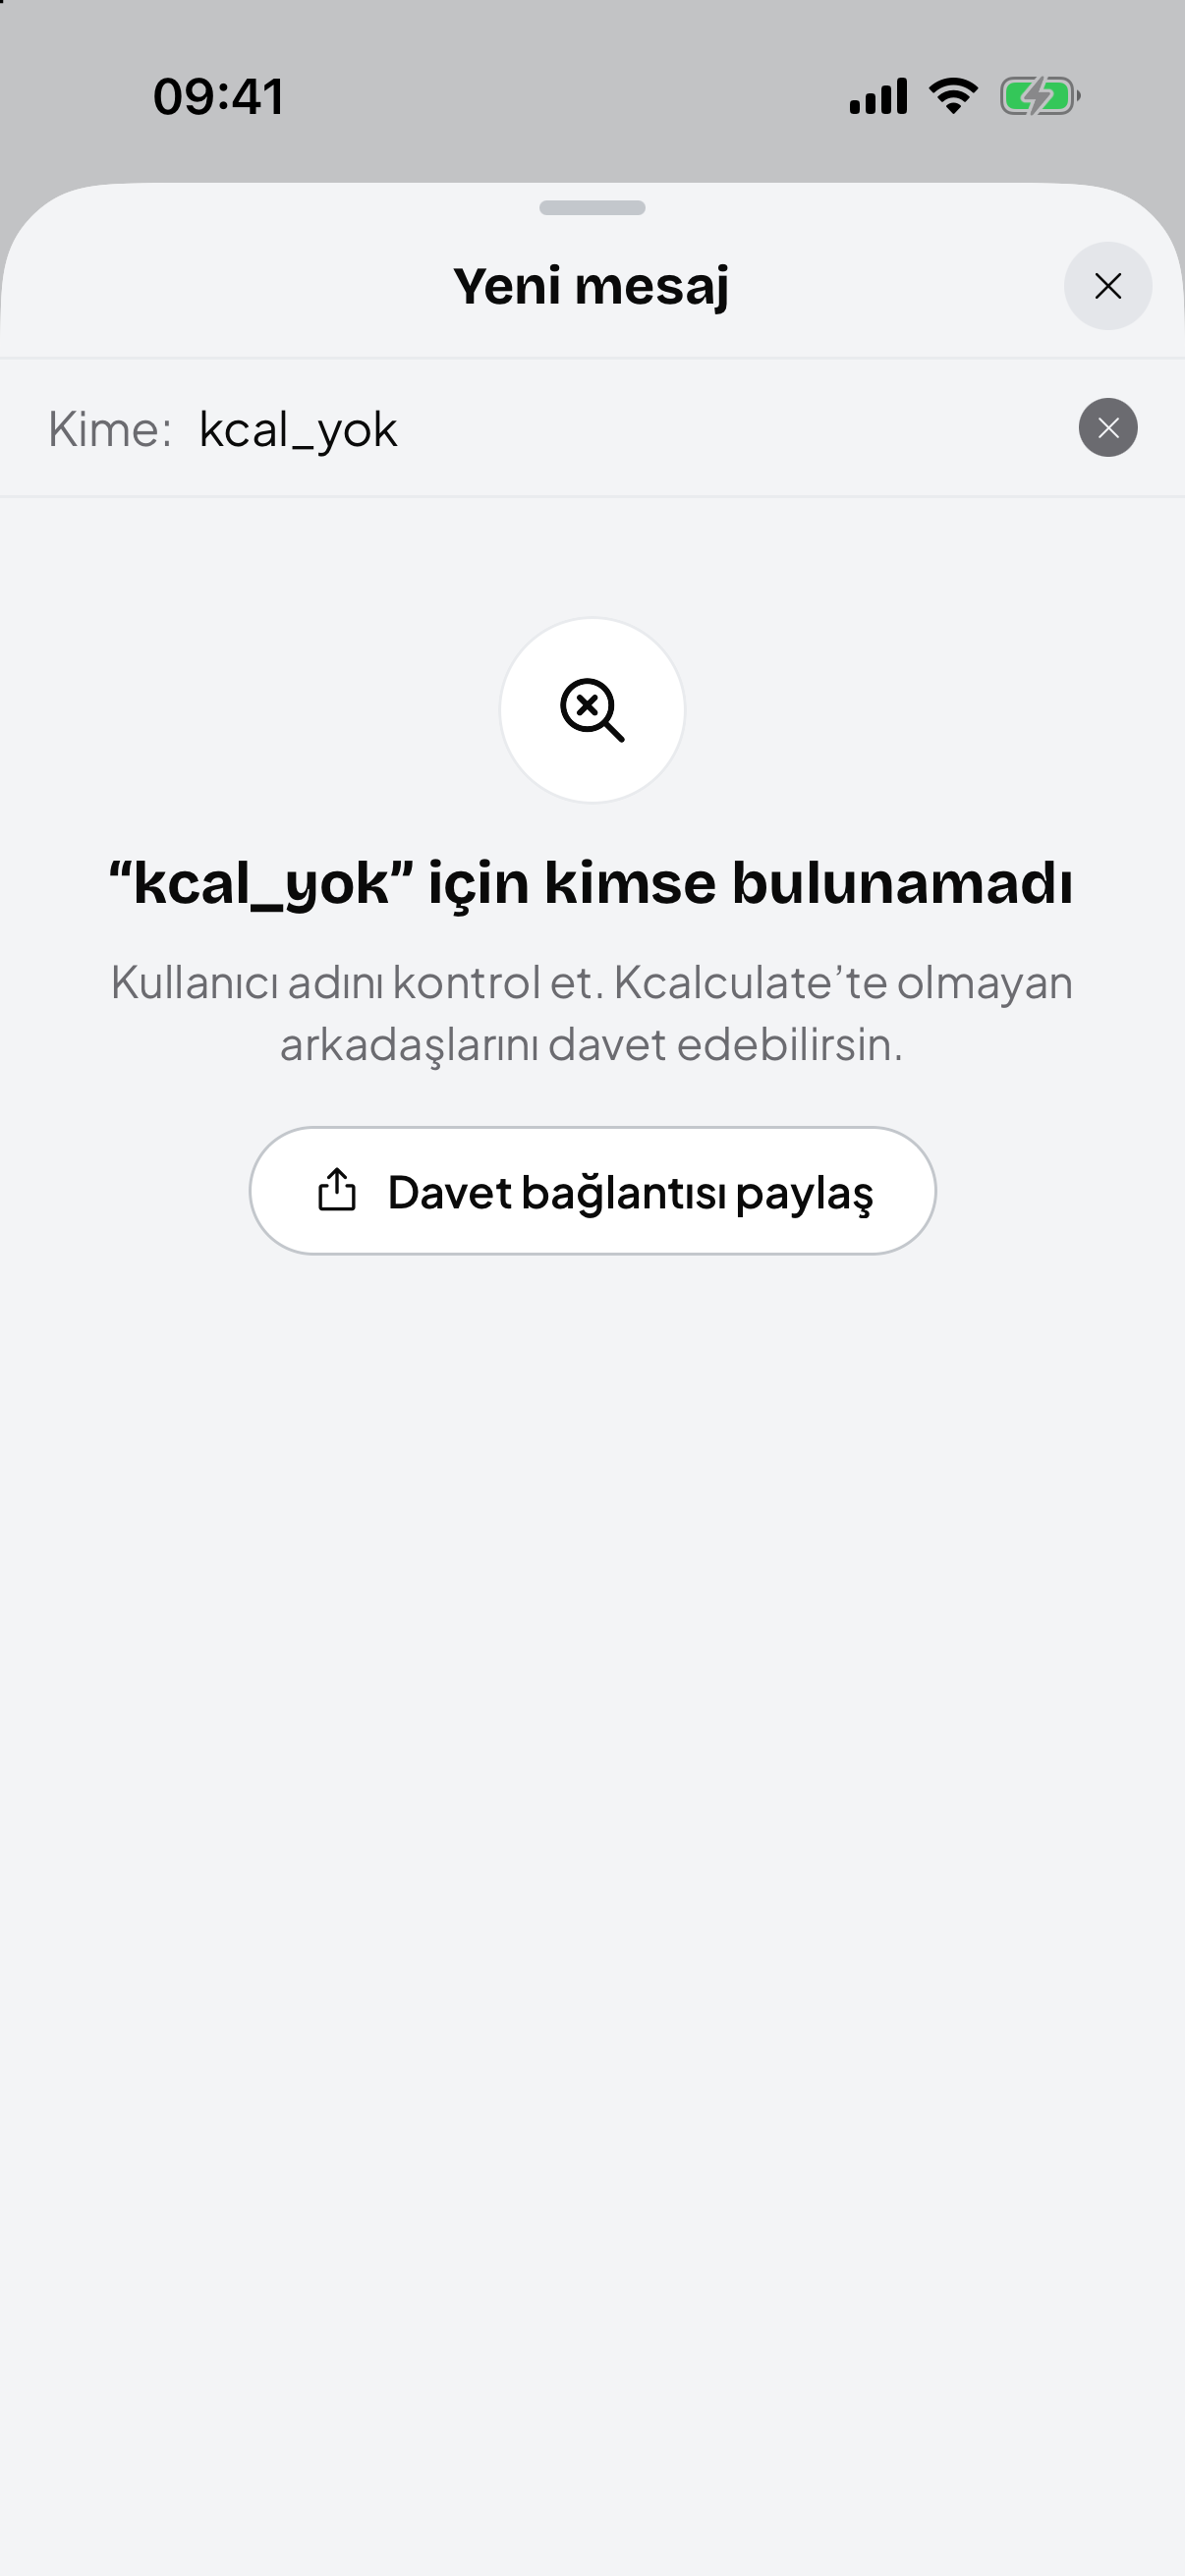 09:41
Yeni mesaj
Kime: kcal_yok
“kcal_yok” için kimse bulunamadı
Kullanıcı adını kontrol et. Kcalculate’te olmayan
arkadaşlarını davet edebilirsin.
Davet bağlantısı paylaş